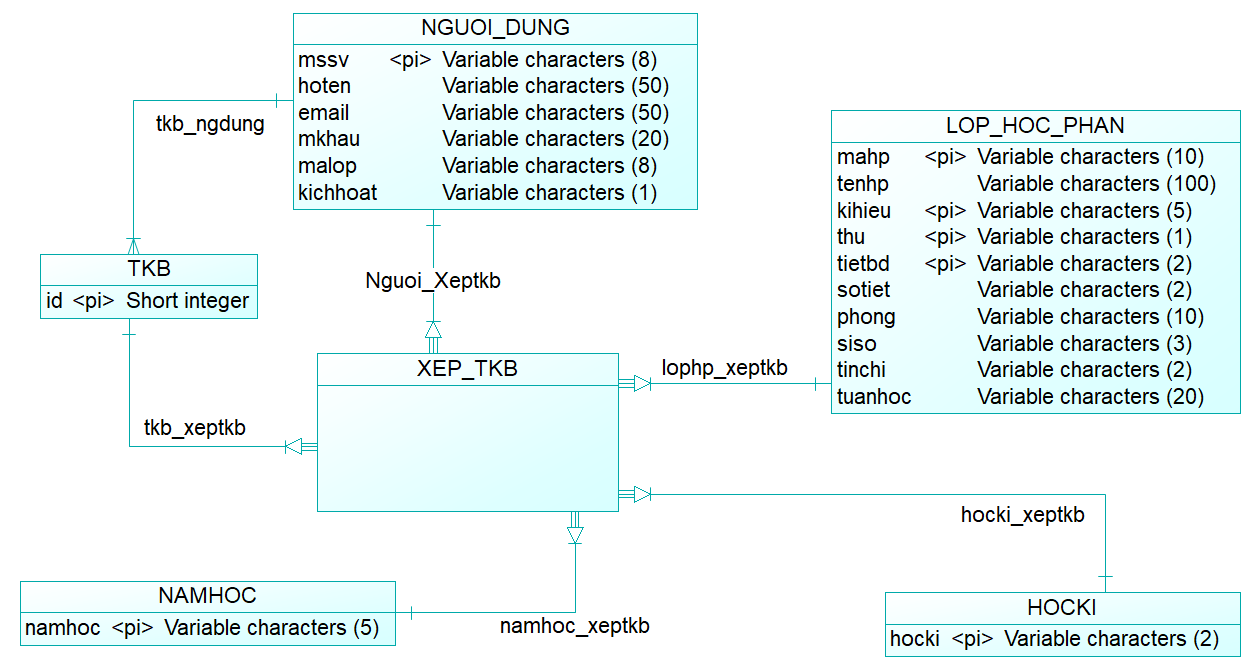 NGUOI_DUNG
mssv <pi> Variable characters (8)
hoten Variable characters (50)
email Variable characters (50)
mkhau Variable characters (20)
malop Variable characters (8)
kichhoat Variable characters (1)
tkb_ngdung
LOP_HOC_PHAN
mahp <pi> Variable characters (10)
tenhp Variable characters (100)
kihieu <pi> Variable characters (5)
thu <pi> Variable characters (1)
tietbd <pi> Variable characters (2)
sotiet Variable characters (2)
phong Variable characters (10)
siso Variable characters (3)
tinchi Variable characters (2)
tuanhoc Variable characters (20)
TKB
id <pi> Short integer
Nguoi_Xeptkb
XEP_TKB
lophp_xeptkb
tkb_xeptkb
hocki_xeptkb
NAMHOC
namhoc <pi> Variable characters (5)
namhoc_xeptkb
HOCKI
hocki <pi> Variable characters (2)